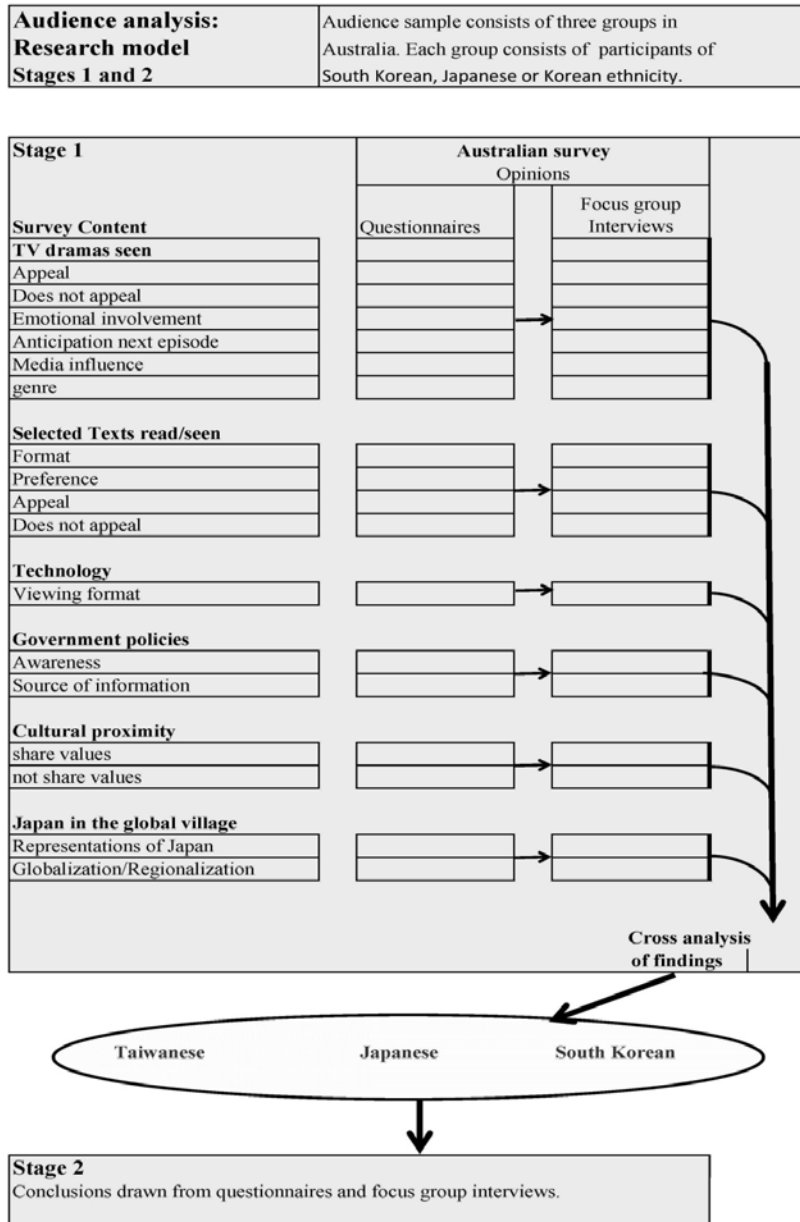 Audience analysis:
Research model
Stages 1 and 2
Audience sample consists of three groups in
Australia. Each group consists of participants of
South Korean, Japanese or Korean ethnicity.
Stage 1
Australian survey
Opinions
Survey Content
Questionnaires
Focus group
Interviews
TV dramas seen
Appeal
Does not appeal
Emotional involvement
Anticipation next episode
Media influence
genre
Selected Texts read/seen
Format
Preference
Appeal
Does not appeal
Technology
Viewing format
Government policies
Awareness
Source of information
Cultural proximity
share values
not share values
Japan in the global village
Representations of Japan
Globalization/Regionalization
Cross analysis
of findings
Taiwanese Japanese South Korean
Stage 2
Conclusions drawn from questionnaires and focus group interviews.